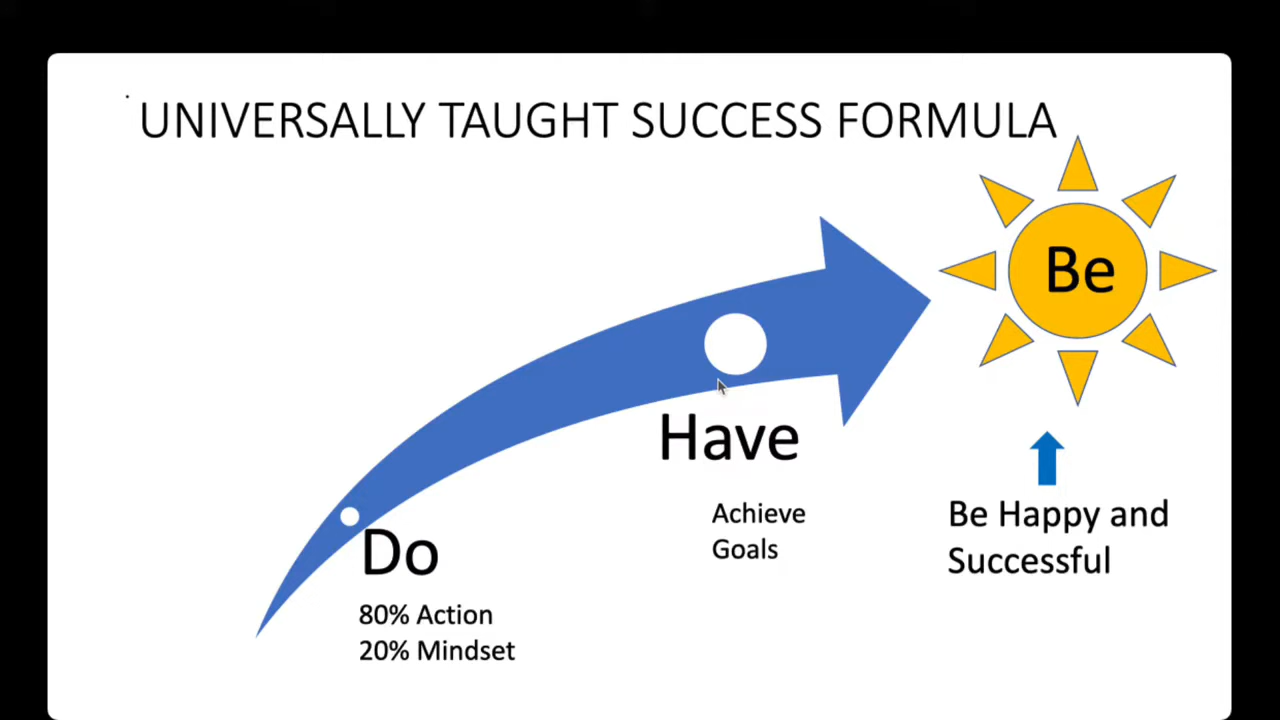 UNIVERSALLY TAUGHT SUCCESS FORMULA
Be
Have
Achieve
Goals
Be Happy and
Successful
Do
80% Action
20% Mindset